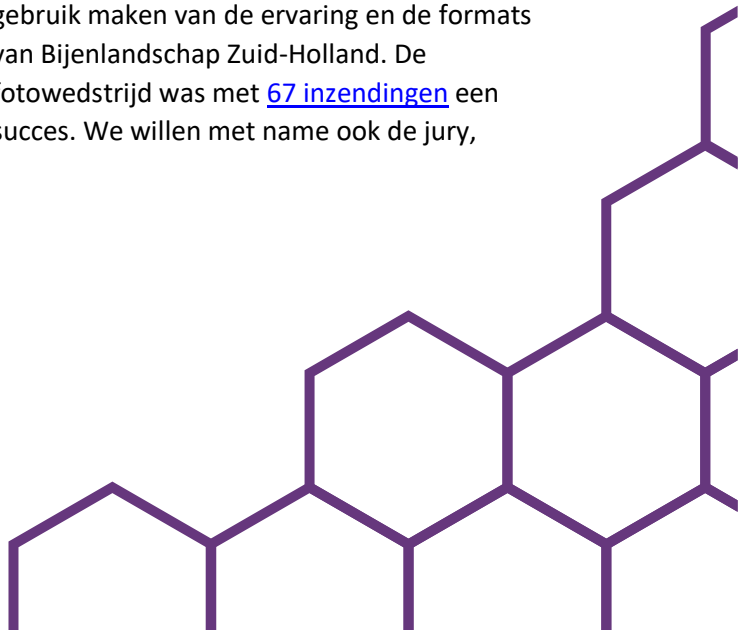 gebruik maken van de ervaring en de formats
van Bijenlandschap Zuid-Holland. De
fotowedstrijd was met 67 inzendingen een
succes. We willen met name ook de jury,